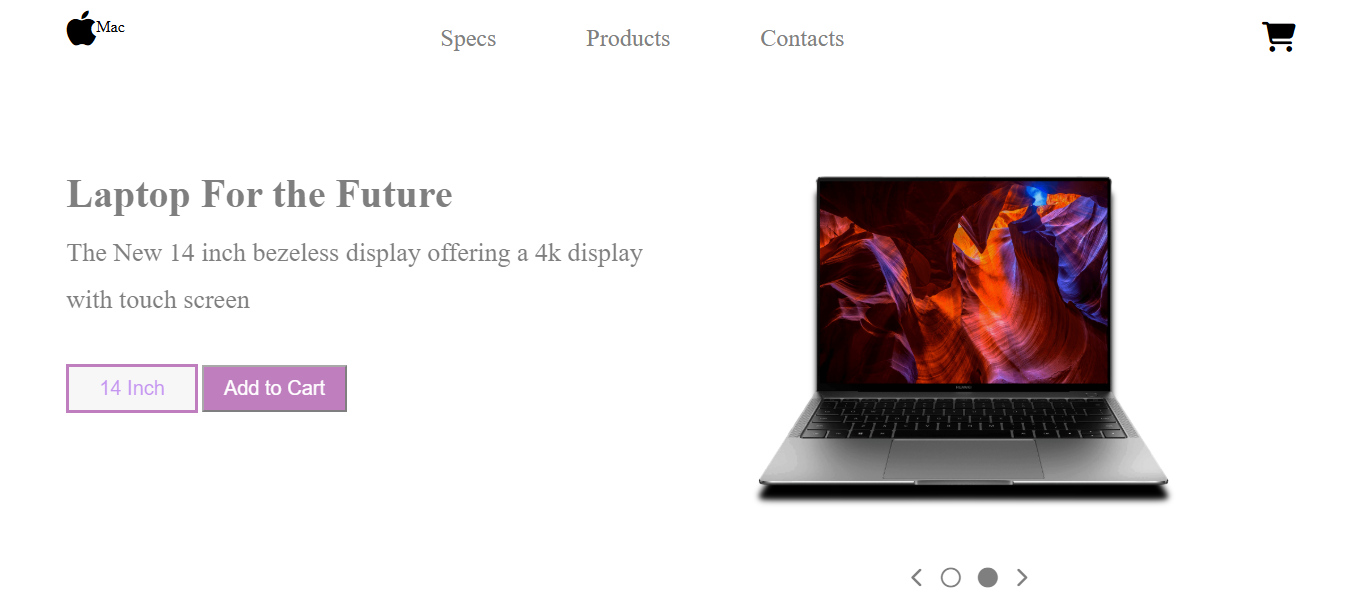 Mac
Specs
Products
Contacts
Laptop For the Future
The New 14 inch bezeless display offering a 4k display
with touch screen
14 Inch
Add to Cart